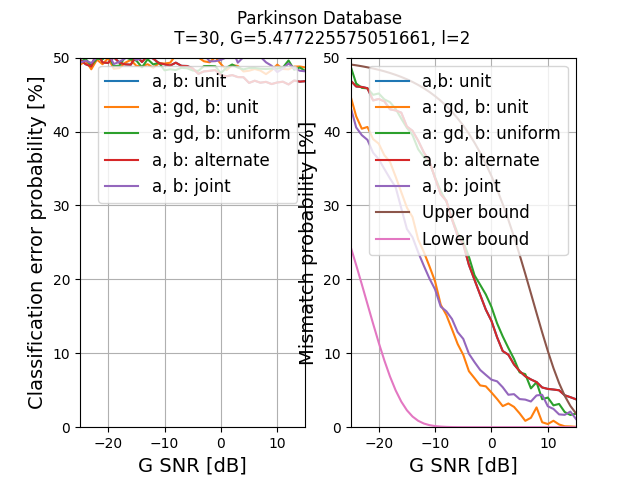 Parkinson Database
T=30, G=5.477225575051661, l=2
Classification error probability [%]
50
40
30
20
10
0
a, b: unit
a: gd, b: unit
a: gd, b: uniform
a, b: alternate
a, b: joint
−20
−10
0
10
G SNR [dB]
Mismatch probability [%]
50
40
30
20
10
0
a,b: unit
a: gd, b: unit
a: gd, b: uniform
a, b: alternate
a, b: joint
Upper bound
Lower bound
−20
−10
0
10
G SNR [dB]